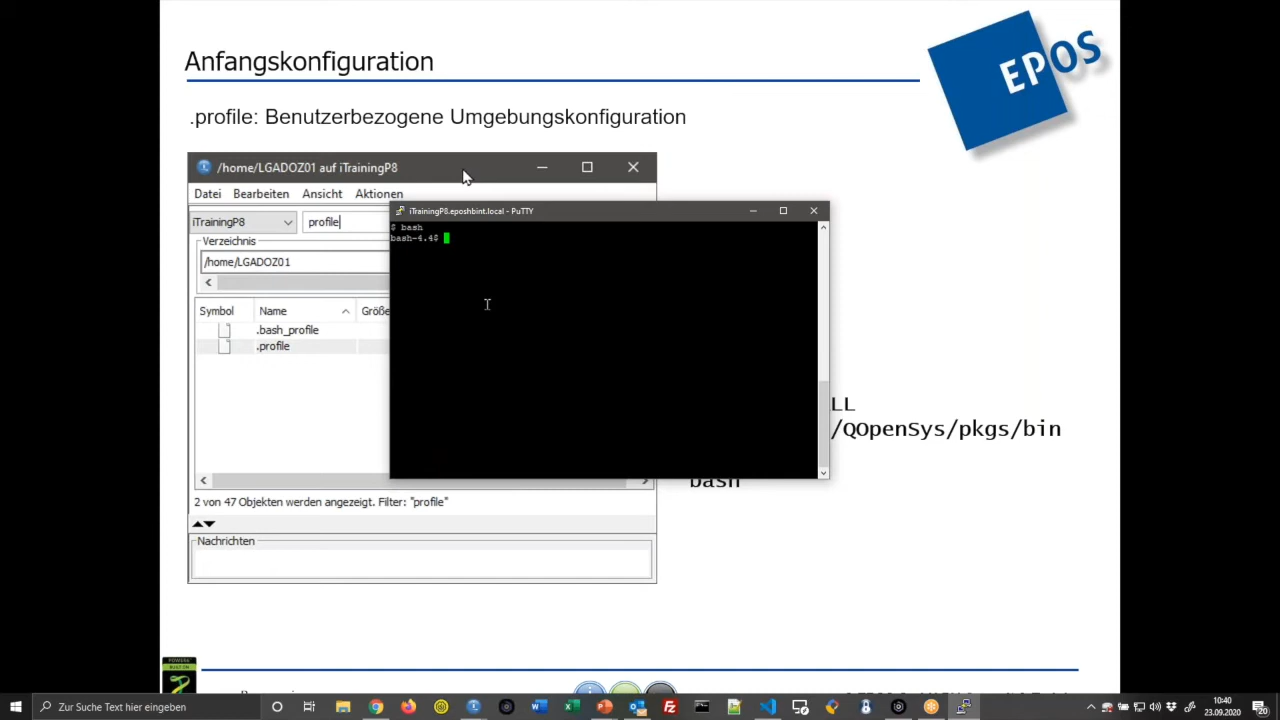 Anfangskonfiguration
EPOS
.profile: Benutzerbezogene Umgebungskonfiguration
/home/LGADOZ01 auf iTrainingP8
Datei Bearbeiten Ansicht Aktionen
iTrainingP8 profile
Verzeichnis
/home/LGADOZ01
Symbol Name Größe
.bash_profile
.profile
iTrainingP8.eposhbint.local - PuTTY
$ bash
bash-4.4$
LL
/QOpenSys/pkgs/bin
bash
2 von 47 Objekten werden angezeigt. Filter: "profile"
Nachrichten
Zur Suche Text hier eingeben
10:40
23.09.2020
20